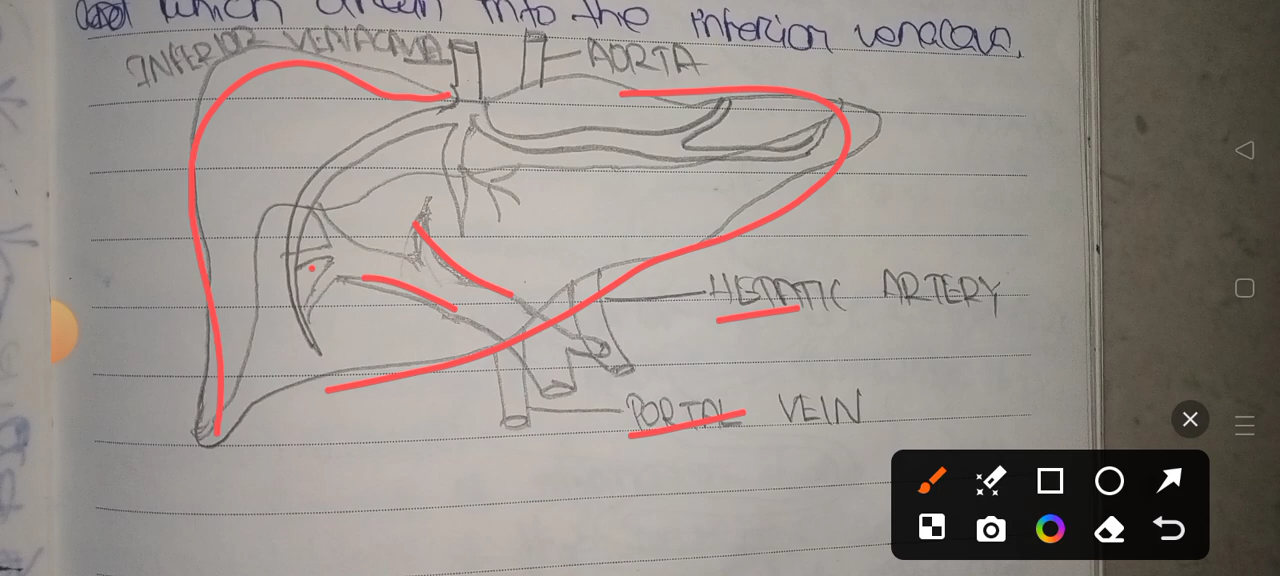 which drain into the inferior venacava.
INFERIOR VENACAVA
AORTA
HEPATIC ARTERY
PORTAL VEIN